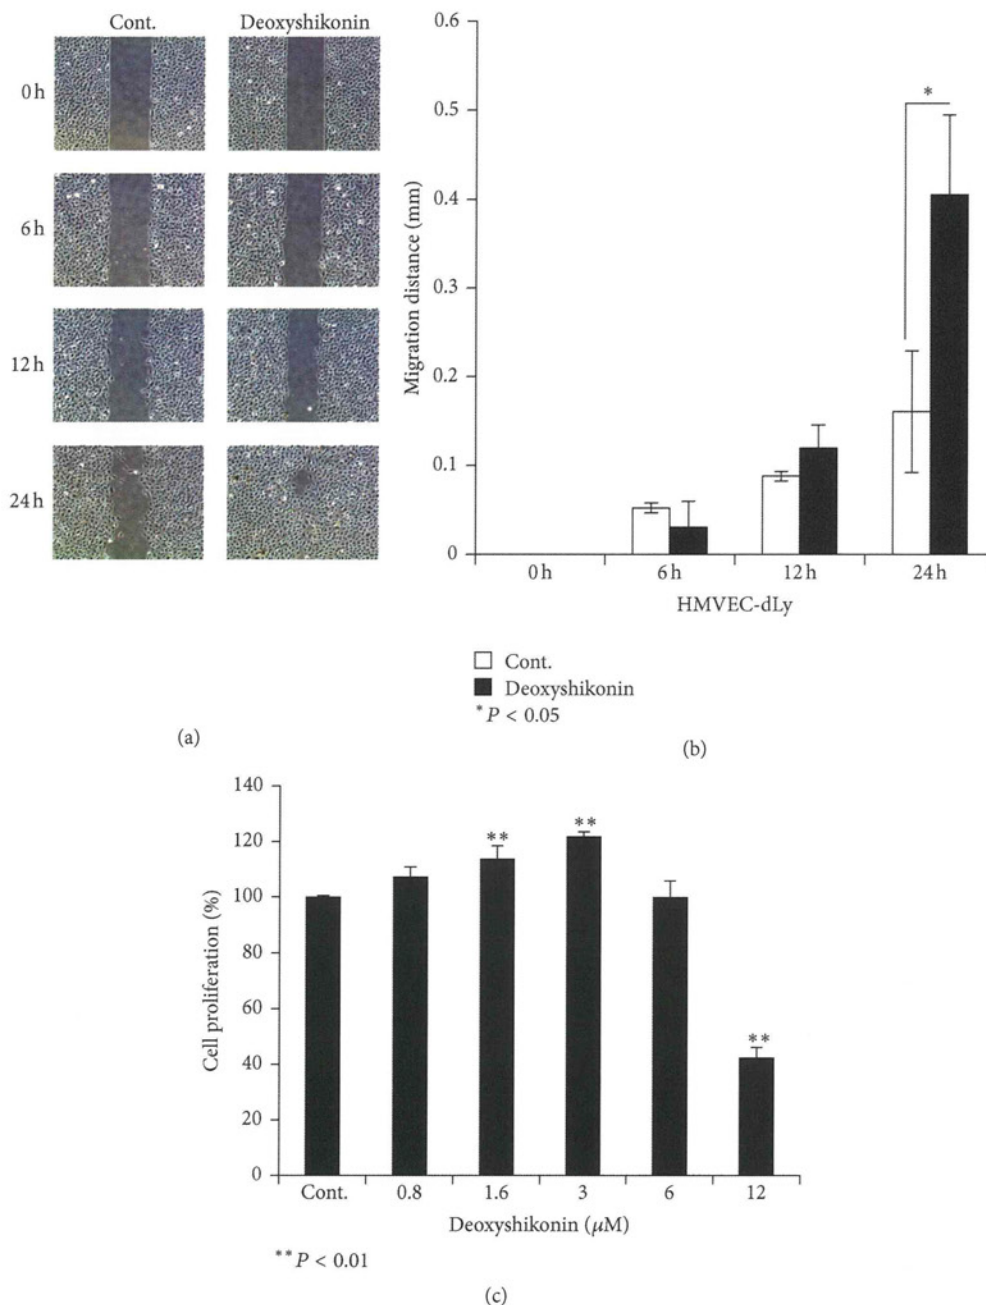 Cont. Deoxyshikonin
0 h
6 h
12 h
24 h
(a)
Migration distance (mm)
0.6
0.5
0.4
0.3
0.2
0.1
0
*
0 h 6 h 12 h 24 h
HMVEC-dLy
Cont.
Deoxyshikonin
* P < 0.05
(b)
Cell proliferation (%)
140
120
100
80
60
40
20
0
** ** **
Cont. 0.8 1.6 3 6 12
Deoxyshikonin (μM)
** P < 0.01
(c)